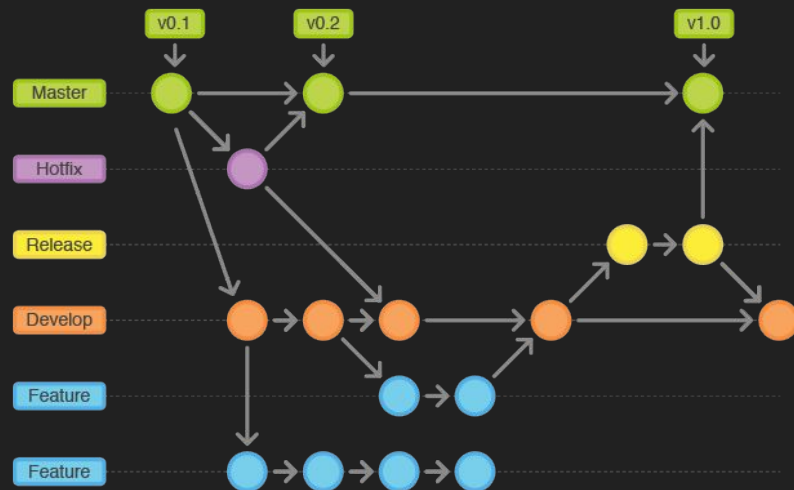 v0.1
v0.2
v1.0
Master
Hotfix
Release
Develop
Feature
Feature